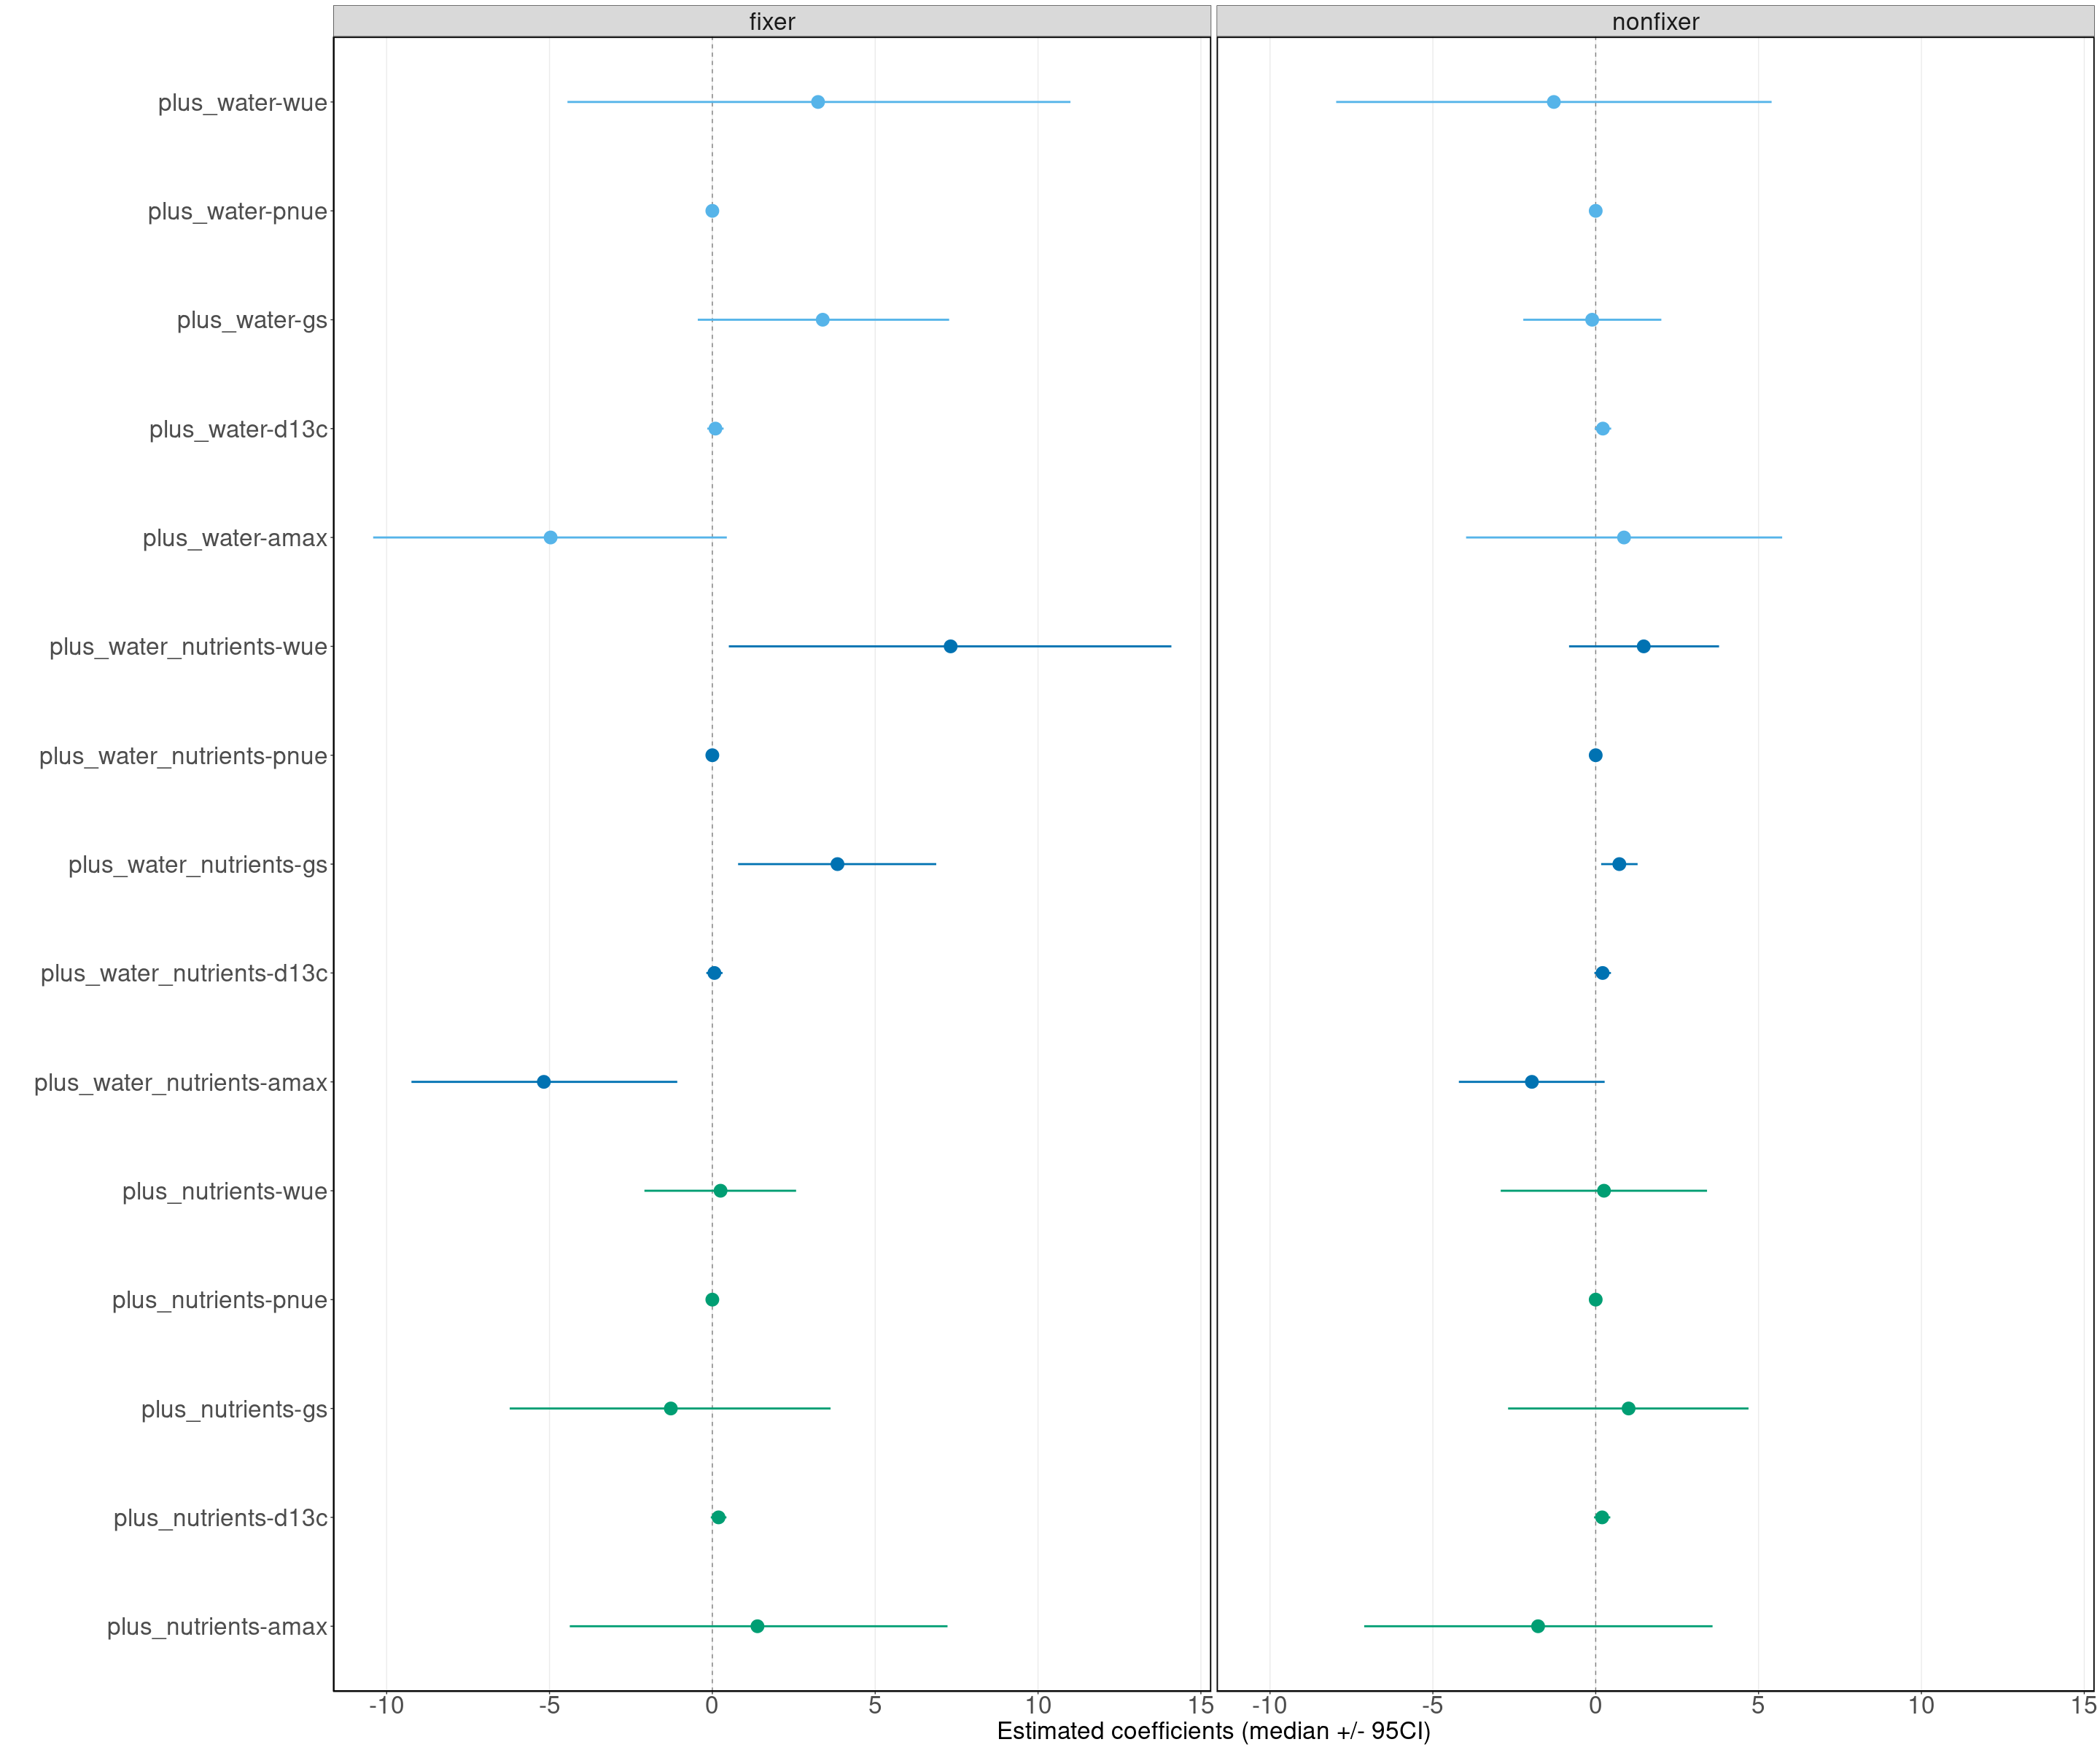 fixer
nonfixer
plus_water-wue
plus_water-pnue
plus_water-gs
plus_water-d13c
plus_water-amax
plus_water_nutrients-wue
plus_water_nutrients-pnue
plus_water_nutrients-gs
plus_water_nutrients-d13c
plus_water_nutrients-amax
plus_nutrients-wue
plus_nutrients-pnue
plus_nutrients-gs
plus_nutrients-d13c
plus_nutrients-amax
-10 -5 0 5 10 15
-10 -5 0 5 10 15
Estimated coefficients (median +/- 95CI)